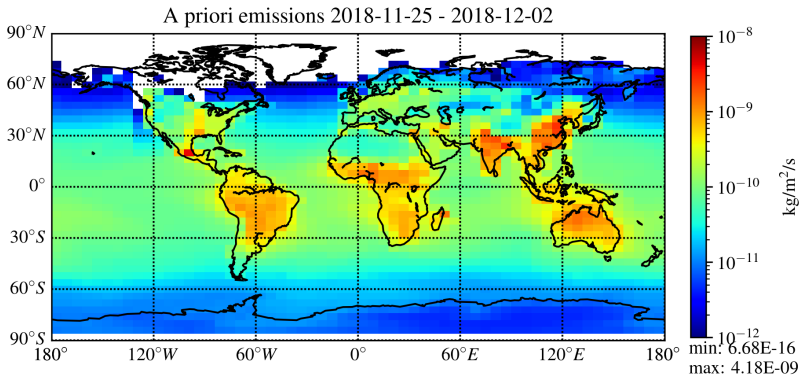 A priori emissions 2018-11-25 - 2018-12-02
90°N
60°N
30°N
0°
30°S
60°S
90°S
180°
120°W
60°W
0°
60°E
120°E
180°
10⁻⁸
10⁻⁹
10⁻¹⁰
10⁻¹¹
10⁻¹²
kg/m²/s
min: 6.68E-16
max: 4.18E-09